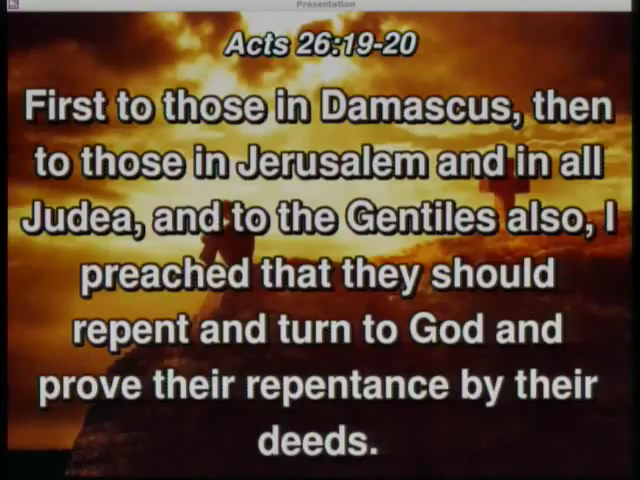 Presentation
Acts 26:19-20
First to those in Damascus, then
to those in Jerusalem and in all
Judea, and to the Gentiles also, I
preached that they should
repent and turn to God and
prove their repentance by their
deeds.